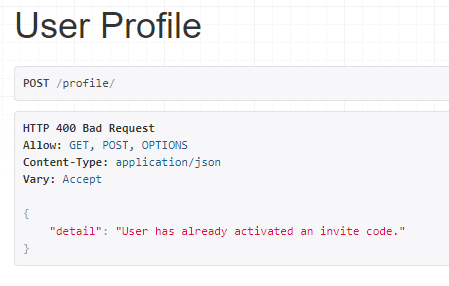 User Profile
POST /profile/
HTTP 400 Bad Request
Allow: GET, POST, OPTIONS
Content-Type: application/json
Vary: Accept
{
"detail": "User has already activated an invite code."
}